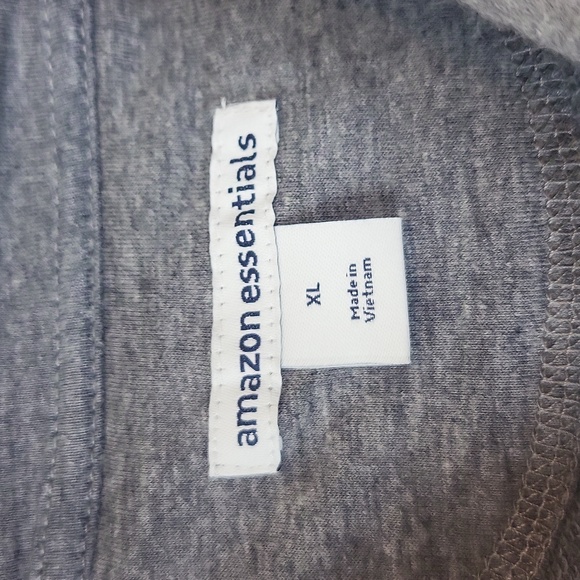 amazon essentials
XL
Made in
Vietnam